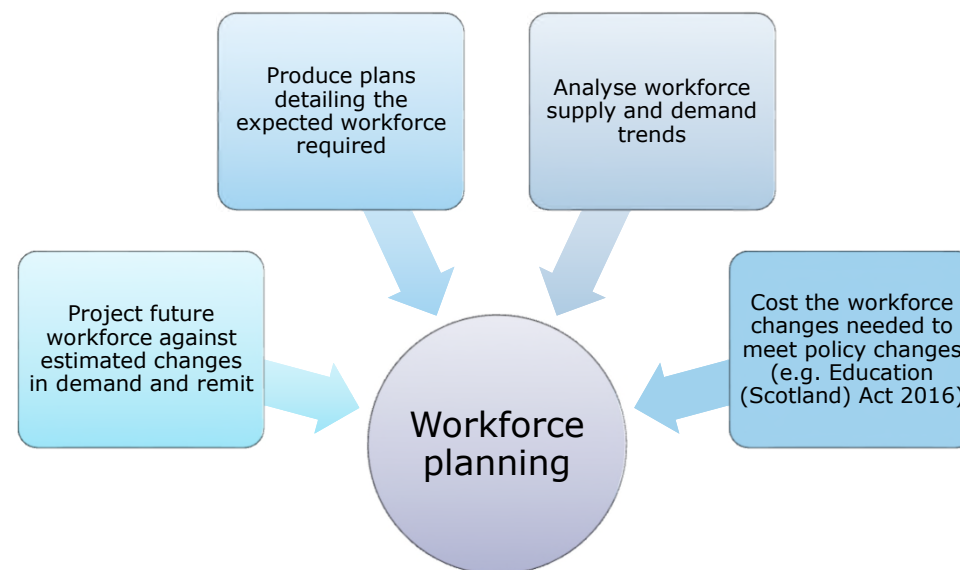 Produce plans
detailing the
expected workforce
required
Analyse workforce
supply and demand
trends
Project future
workforce against
estimated changes
in demand and remit
Cost the workforce
changes needed to
meet policy changes
(e.g. Education
(Scotland) Act 2016)
Workforce
planning